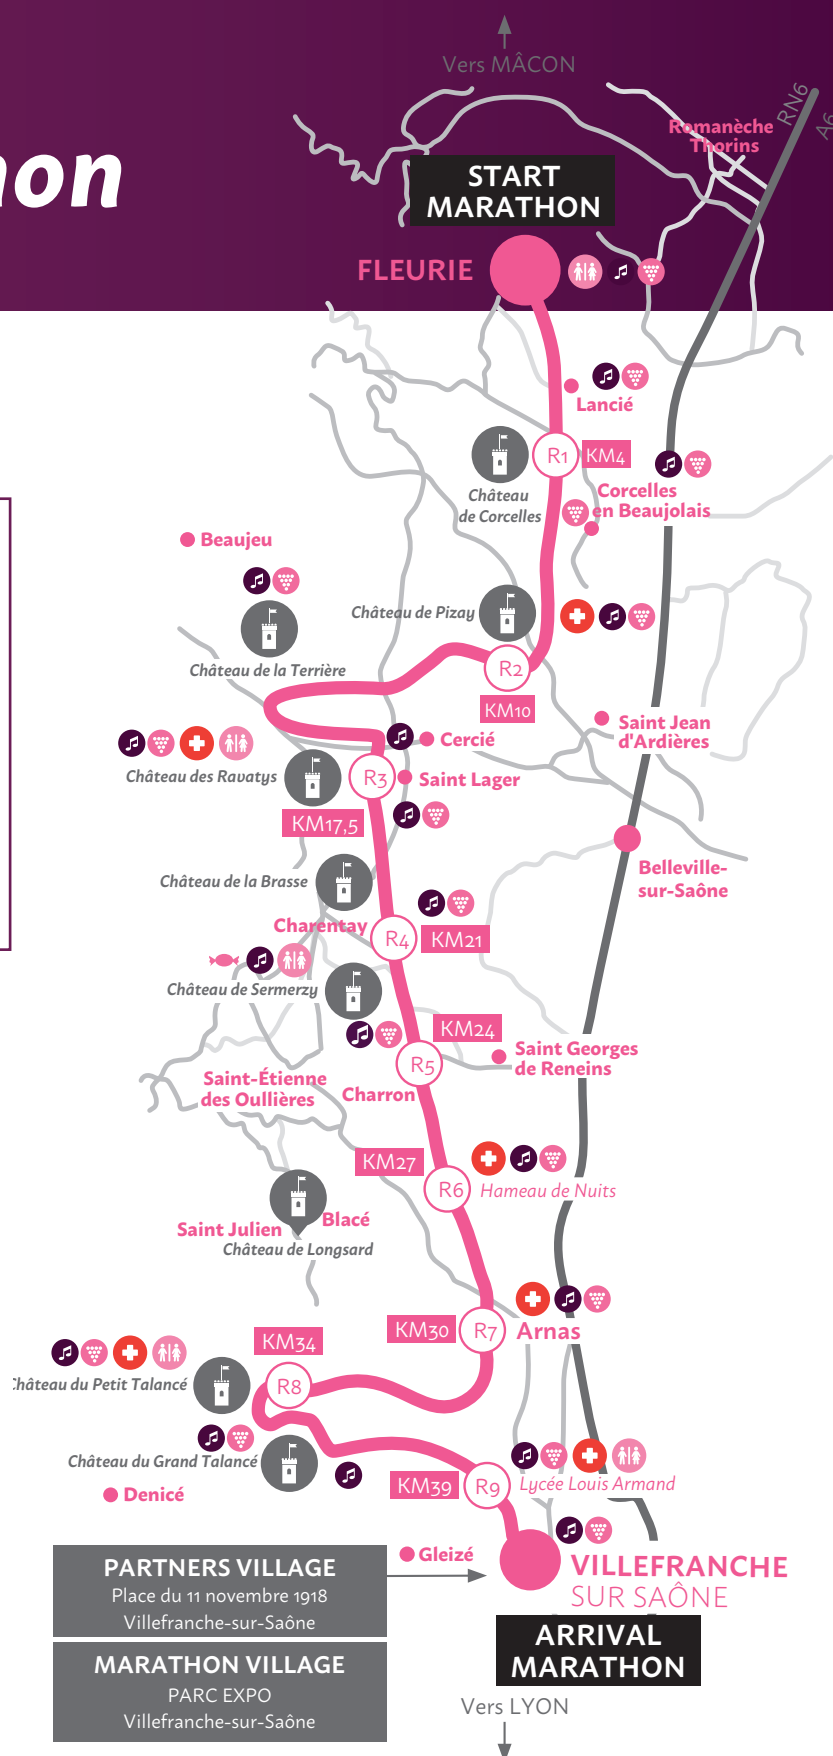 Vers MÂCON
RN6
A6
Romanèche
Thorins
non
START
MARATHON
FLEURIE
Lancié
R1
KM4
Château
de Corcelles
Corcelles
en Beaujolais
Beaujeu
Château de Pizay
Château de la Terrière
R2
KM10
Saint Jean
d'Ardières
Cercié
Château des Ravatys
R3
Saint Lager
KM17,5
Belleville-
sur-Saône
Château de la Brasse
Charentay
R4
KM21
Château de Sermerzy
KM24
Saint Georges
de Reneins
R5
Saint-Étienne
des Oullières
Charron
KM27
R6
Hameau de Nuits
Saint Julien
Blacé
Château de Longsard
KM30
R7
Arnas
KM34
R8
hâteau du Petit Talancé
Château du Grand Talancé
KM39
R9
Lycée Louis Armand
Denicé
Gleizé
PARTNERS VILLAGE
Place du 11 novembre 1918
Villefranche-sur-Saône
VILLEFRANCHE
SUR SAÔNE
ARRIVAL
MARATHON
MARATHON VILLAGE
PARC EXPO
Villefranche-sur-Saône
Vers LYON